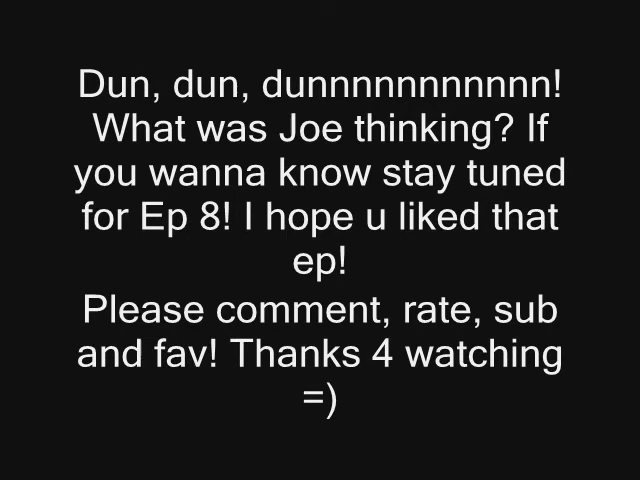 Dun, dun, dunnnnnnnnnnn!
What was Joe thinking? If
you wanna know stay tuned
for Ep 8! I hope u liked that
ep!
Please comment, rate, sub
and fav! Thanks 4 watching
=)